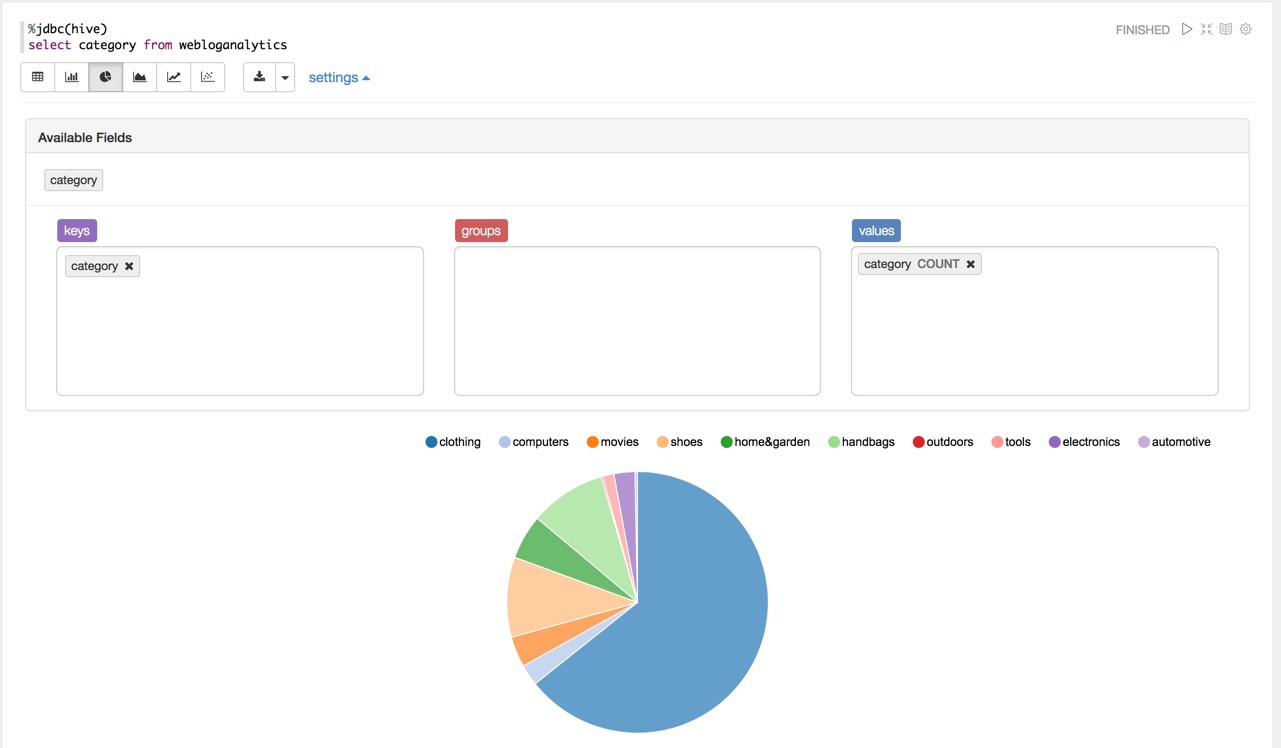 %jdbc(hive)
FINISHED
select category from webloganalytics
settings
Available Fields
category
keys
groups
values
category
category COUNT
clothing computers movies shoes home&garden handbags outdoors tools electronics automotive